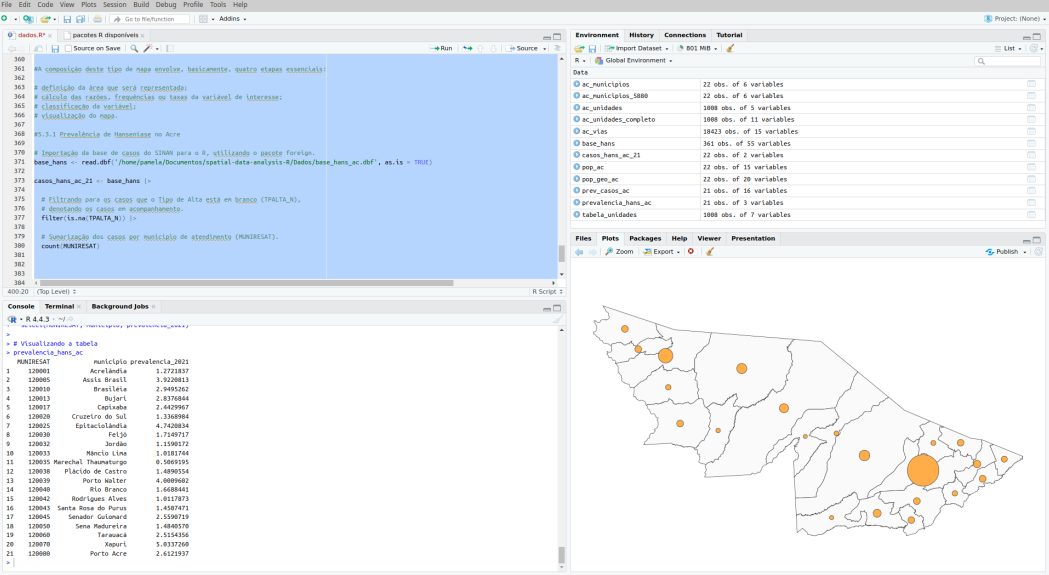 File Edit Code View Plots Session Build Debug Profile Tools Help
Go to file/function
Addins
Project: (None)
dados.R* ×
pacotes R disponíveis ×
Source on Save
Run
Source
360
361 #A composição deste tipo de mapa envolve, basicamente, quatro etapas essenciais:
362
363 # definição da área que será representada;
364 # cálculo das razões, frequências ou taxas da variável de interesse;
365 # classificação da variável;
366 # visualização do mapa.
367
368 #5.3.1 Prevalência de Hanseníase no Acre
369
370 # Importação da base de casos do SINAN para o R, utilizando o pacote foreign.
371 base_hans <- read.dbf('/home/pamela/Documentos/spatial-data-analysis-R/Dados/base_hans_ac.dbf', as.is = TRUE)
372
373 casos_hans_ac_21 <- base_hans |>
374
375 # Filtrando para os casos que o Tipo de Alta está em branco (TPALTA_N),
376 # denotando os casos em acompanhamento.
377 filter(is.na(TPALTA_N)) |>
378
379 # Sumarização dos casos por município de atendimento (MUNIRESAT).
380 count(MUNIRESAT)
381
382
383
384
400:20 (Top Level)
R Script
Console Terminal × Background Jobs ×
R 4.4.3 · ~/
+ select(MUNIRESAT, município, prevalencia_2021)
>
> # Visualizando a tabela
> prevalencia_hans_ac
MUNIRESAT município prevalencia_2021
1 120001 Acrelândia 1.2721837
2 120005 Assis Brasil 3.9220813
3 120010 Brasiléia 2.9495262
4 120013 Bujari 2.8376844
5 120017 Capixaba 2.4429967
6 120020 Cruzeiro do Sul 1.3368984
7 120025 Epitaciolândia 4.7420834
8 120030 Feijó 1.7149717
9 120032 Jordão 1.1590172
10 120033 Mâncio Lima 1.0181744
11 120035 Marechal Thaumaturgo 0.5069195
12 120038 Plácido de Castro 1.4890554
13 120039 Porto Walter 4.0009602
14 120040 Rio Branco 1.6688441
15 120042 Rodrigues Alves 1.0117873
16 120043 Santa Rosa do Purus 1.4507471
17 120045 Senador Guiomard 2.5590719
18 120050 Sena Madureira 1.4840570
19 120060 Tarauacá 2.5154356
20 120070 Xapuri 5.0337260
21 120080 Porto Acre 2.6121937
>
Environment History Connections Tutorial
Import Dataset
801 MiB
List
R
Global Environment
Data
ac_municipios 22 obs. of 6 variables
ac_municipios_5880 22 obs. of 6 variables
ac_unidades 1008 obs. of 5 variables
ac_unidades_completo 1008 obs. of 11 variables
ac_vias 18423 obs. of 15 variables
base_hans 361 obs. of 55 variables
casos_hans_ac_21 22 obs. of 2 variables
pop_ac 22 obs. of 15 variables
pop_geo_ac 22 obs. of 20 variables
prev_casos_ac 21 obs. of 16 variables
prevalencia_hans_ac 21 obs. of 3 variables
tabela_unidades 1008 obs. of 7 variables
Files Plots Packages Help Viewer Presentation
Zoom
Export
Publish